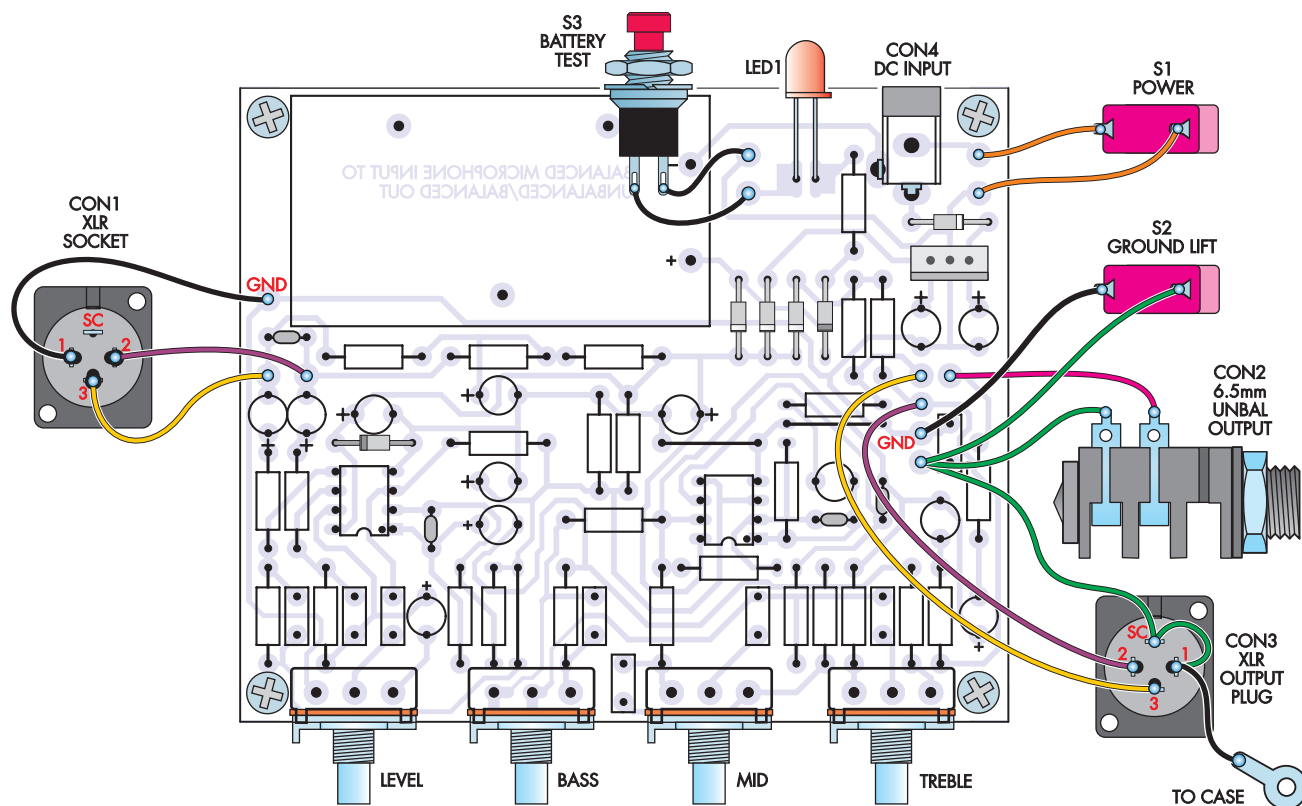 S3
BATTERY
TEST
LED1
CON4
DC INPUT
S1
POWER
BALANCED MICROPHONE INPUT TO
UNBALANCED/BALANCED OUT
–
+
CON1
XLR
SOCKET
GND
SC
1
2
3
S2
GROUND LIFT
+
+
CON2
6.5mm
UNBAL
OUTPUT
GND
+
+
+
+
+
+
+
+
+
+
+
+
SC
2
1
3
CON3
XLR
OUTPUT
PLUG
LEVEL
BASS
MID
TREBLE
TO CASE